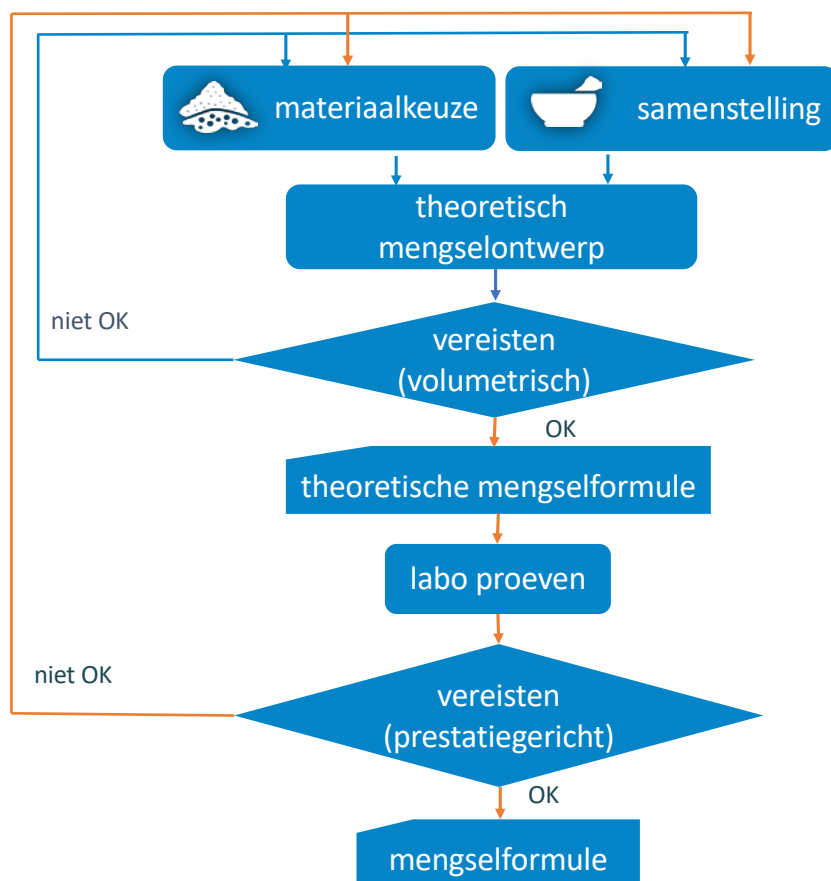 materiaalkeuze
samenstelling
theoretisch
mengselontwerp
niet OK
vereisten
(volumetrisch)
OK
theoretische mengselformule
labo proeven
niet OK
vereisten
(prestatiegericht)
OK
mengselformule